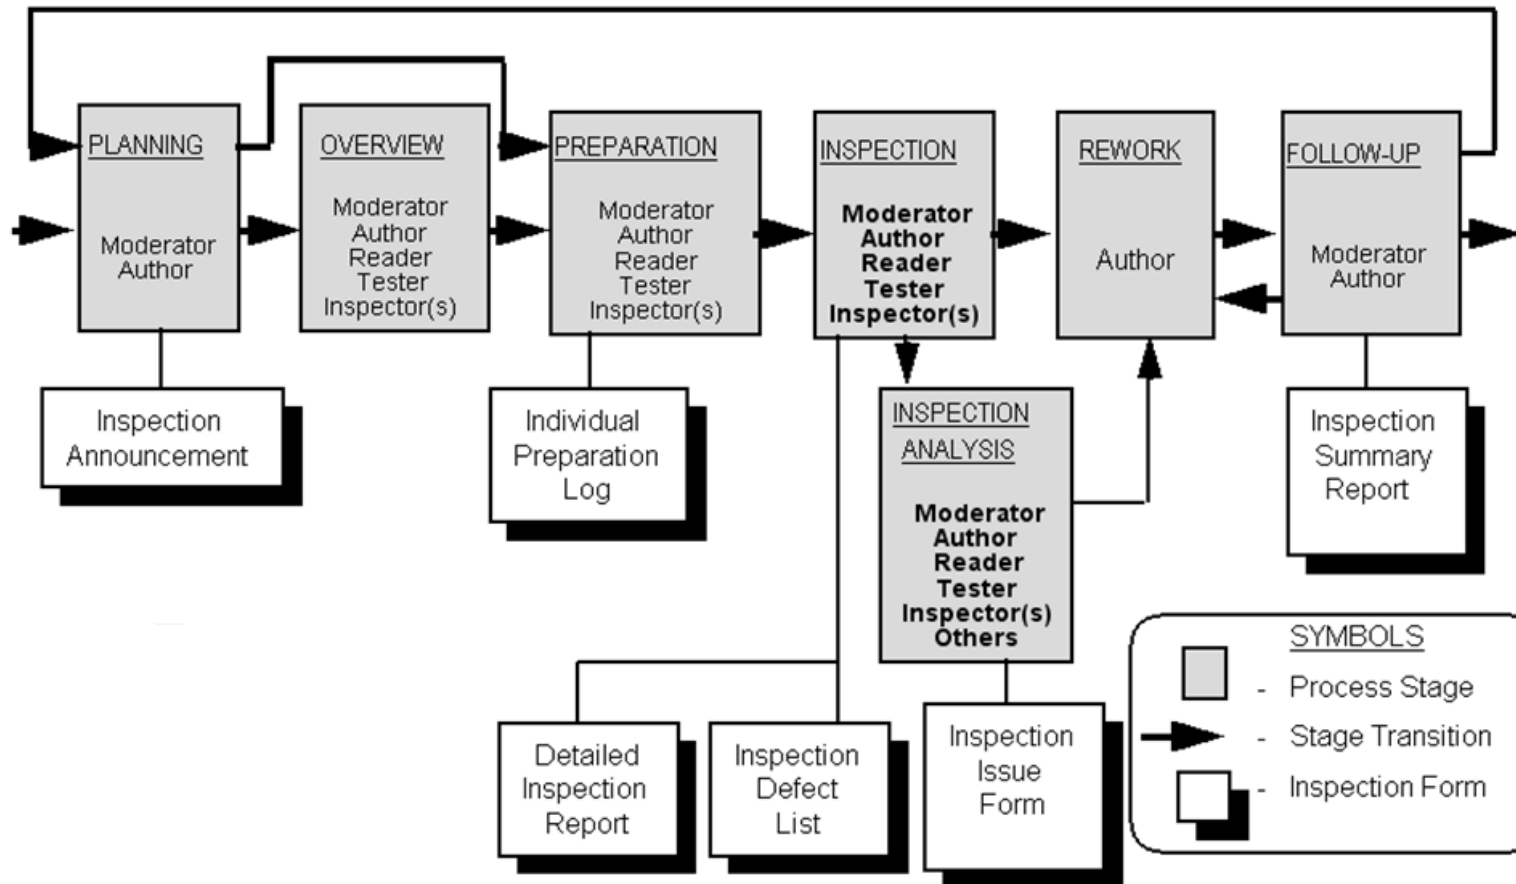 PLANNING
Moderator
Author
OVERVIEW
Moderator
Author
Reader
Tester
Inspector(s)
PREPARATION
Moderator
Author
Reader
Tester
Inspector(s)
INSPECTION
Moderator
Author
Reader
Tester
Inspector(s)
REWORK
Author
FOLLOW-UP
Moderator
Author
Inspection
Announcement
Individual
Preparation
Log
INSPECTION
ANALYSIS
Moderator
Author
Reader
Tester
Inspector(s)
Others
Inspection
Summary
Report
Detailed
Inspection
Report
Inspection
Defect
List
Inspection
Issue
Form
SYMBOLS
- Process Stage
- Stage Transition
- Inspection Form